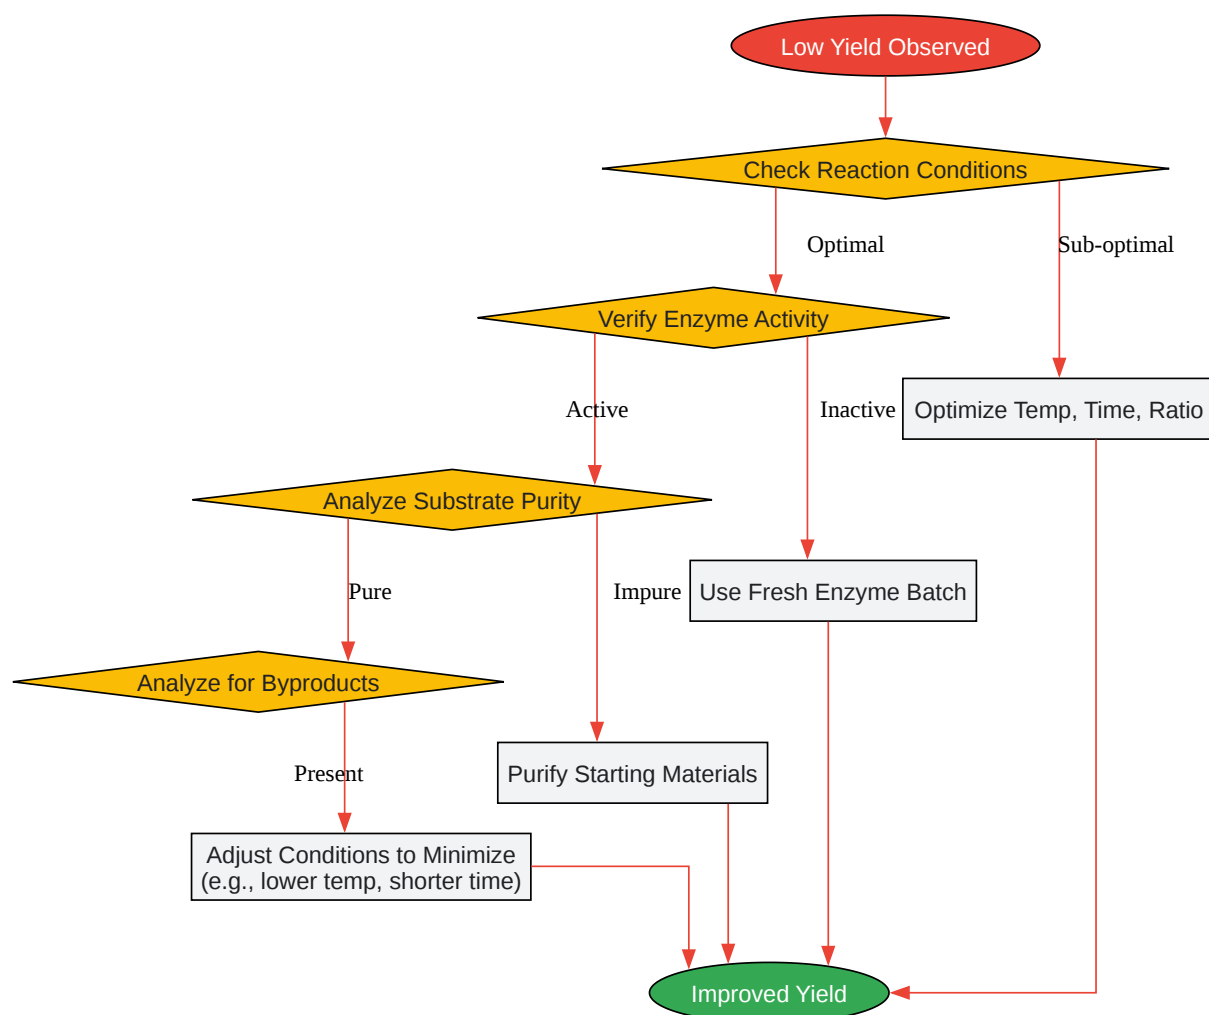 Low Yield Observed
Check Reaction Conditions
Optimal
Sub-optimal
Verify Enzyme Activity
Active
Inactive
Optimize Temp, Time, Ratio
Analyze Substrate Purity
Pure
Impure
Use Fresh Enzyme Batch
Analyze for Byproducts
Present
Purify Starting Materials
Adjust Conditions to Minimize
(e.g., lower temp, shorter time)
Improved Yield